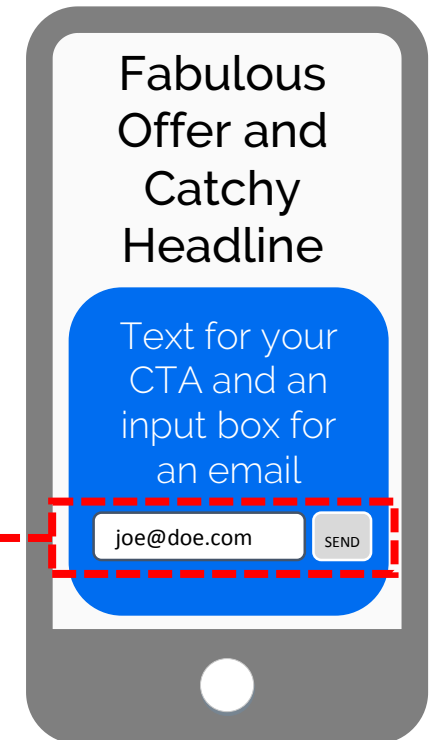 Fabulous
Offer and
Catchy
Headline
Text for your
CTA and an
input box for
an email
joe@doe.com SEND